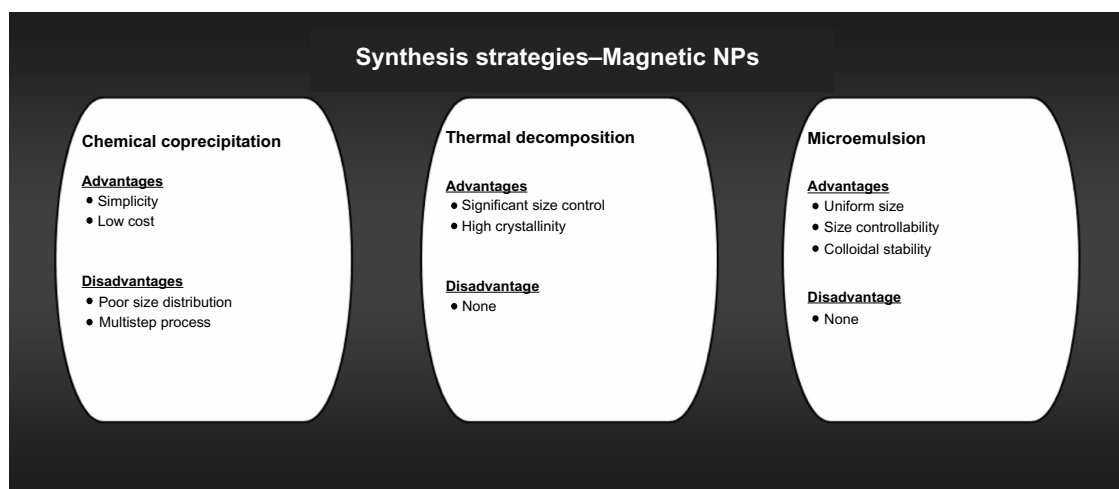 Synthesis strategies–Magnetic NPs
Chemical coprecipitation
Advantages
● Simplicity
● Low cost
Disadvantages
● Poor size distribution
● Multistep process
Thermal decomposition
Advantages
● Significant size control
● High crystallinity
Disadvantage
● None
Microemulsion
Advantages
● Uniform size
● Size controllability
● Colloidal stability
Disadvantage
● None